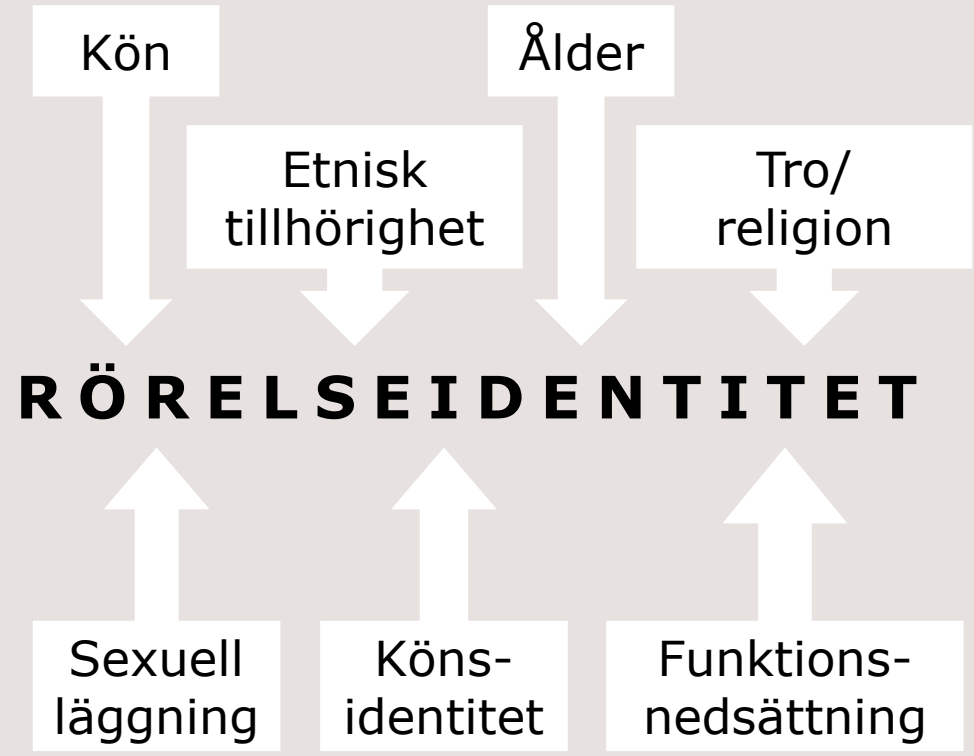 Kön
Ålder
Etnisk
tillhörighet
Tro/
religion
RÖRELSEIDENTITET
Sexuell
läggning
Köns-
identitet
Funktions-
nedsättning